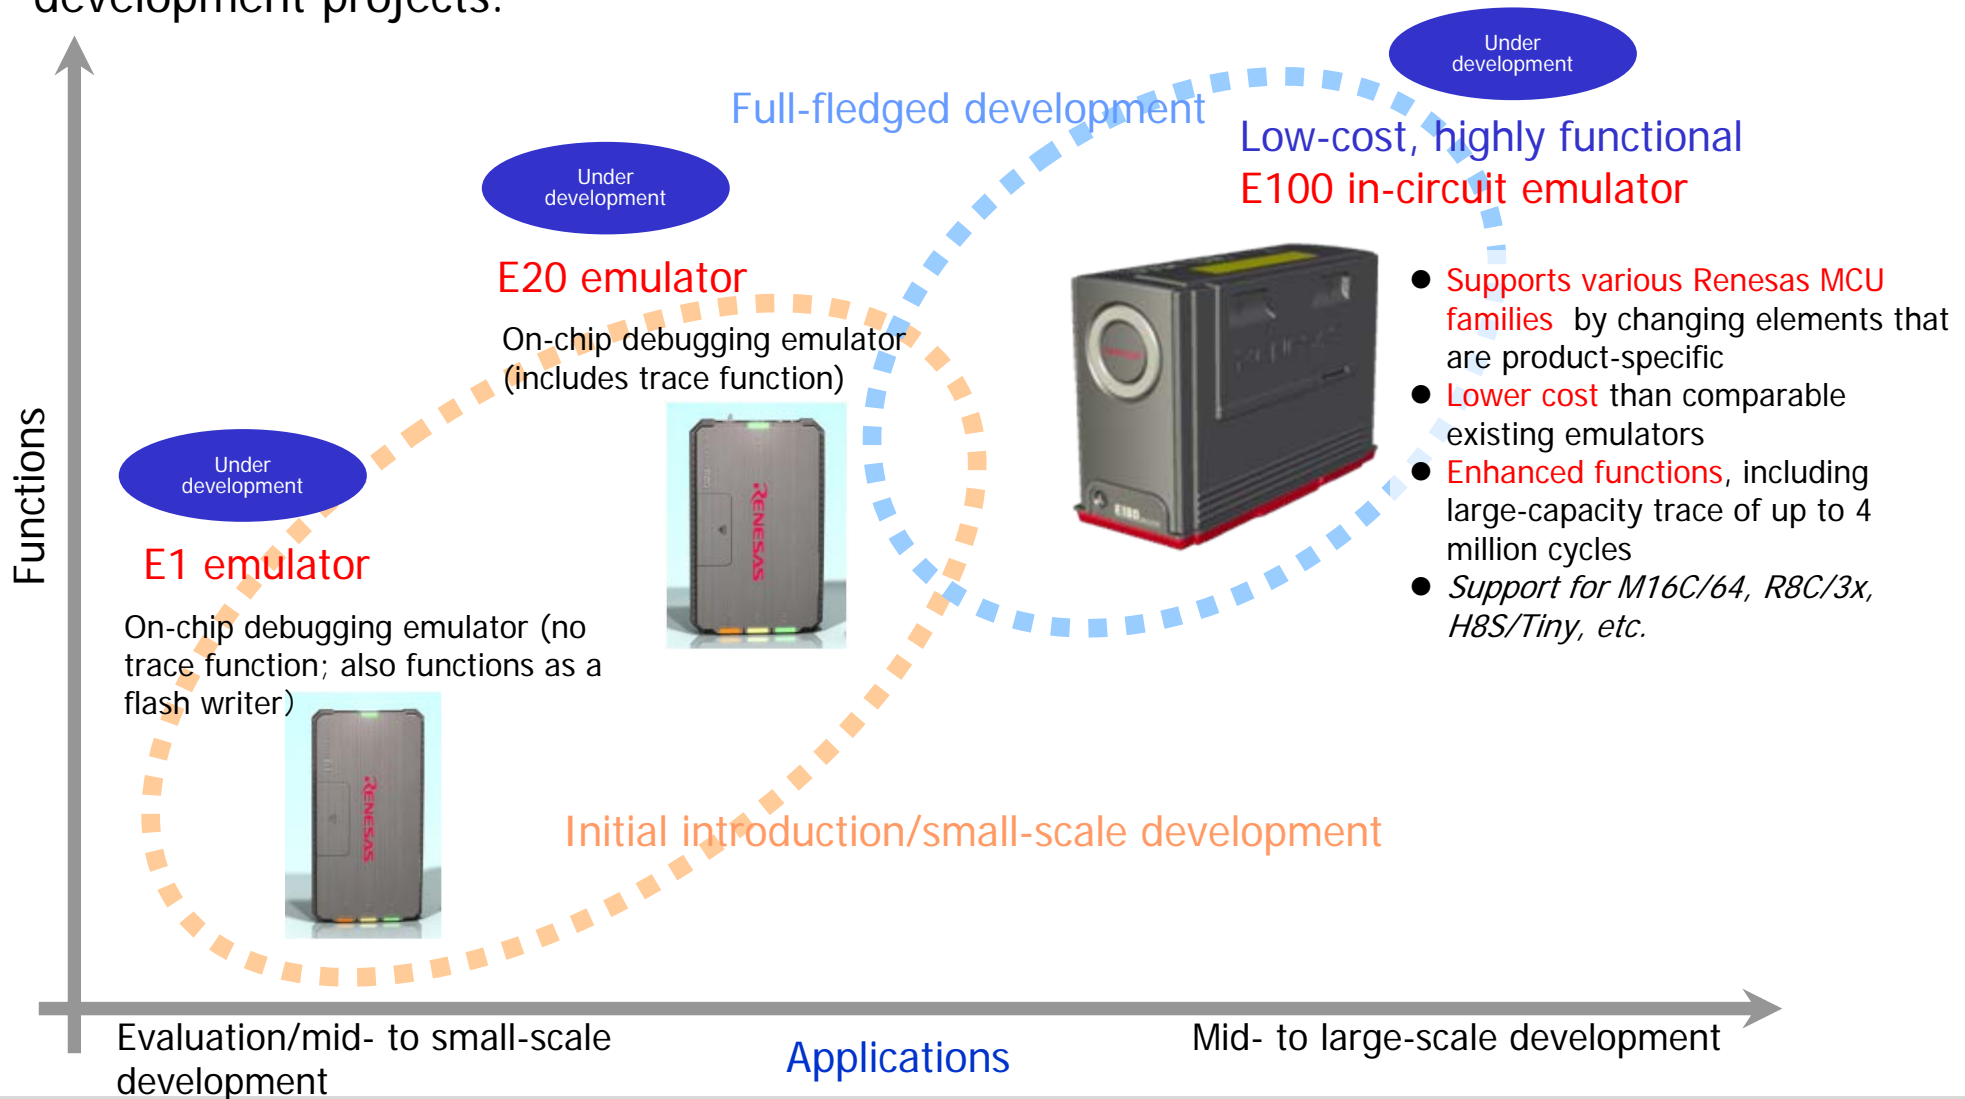 development projects.
Under
development
Full-fledged development
Low-cost, highly functional
E100 in-circuit emulator
Under
development
E20 emulator
On-chip debugging emulator
(includes trace function)
RENESAS
● Supports various Renesas MCU
families by changing elements that
are product-specific
● Lower cost than comparable
existing emulators
● Enhanced functions, including
large-capacity trace of up to 4
million cycles
● Support for M16C/64, R8C/3x,
H8S/Tiny, etc.
E100
Functions
Under
development
E1 emulator
On-chip debugging emulator (no
trace function; also functions as a
flash writer)
RENESAS
Initial introduction/small-scale development
Evaluation/mid- to small-scale
development
Applications
Mid- to large-scale development